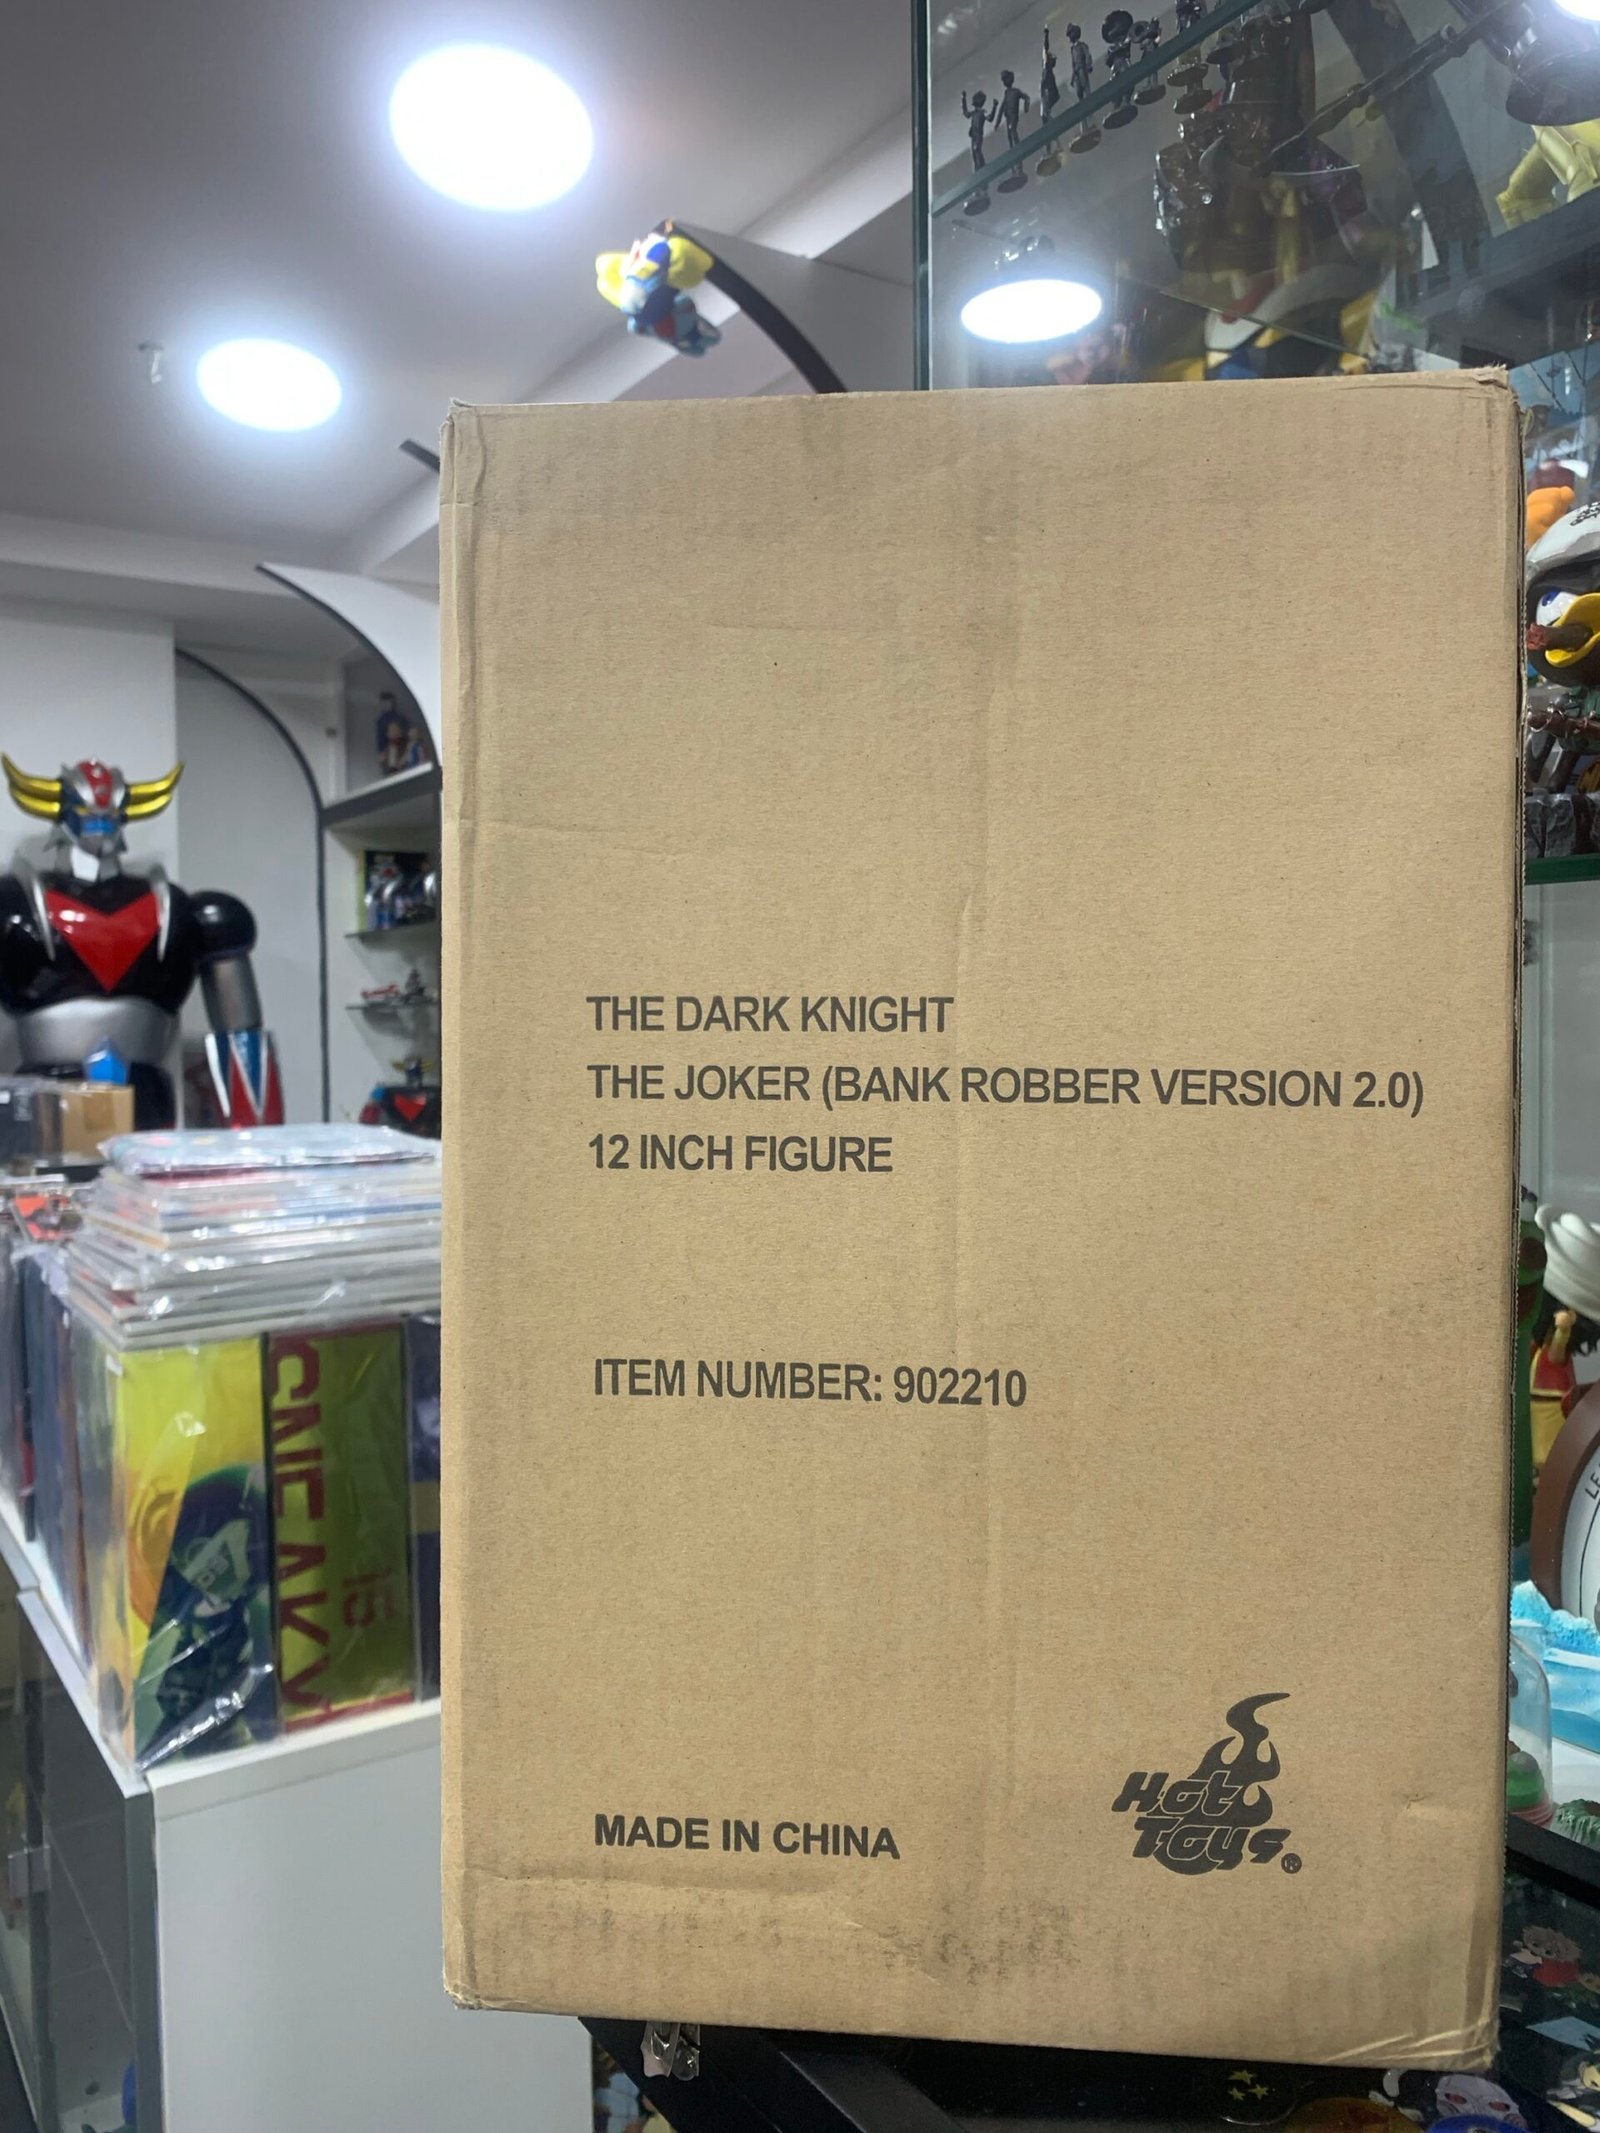 THE DARK KNIGHT
THE JOKER (BANK ROBBER VERSION 2.0)
12 INCH FIGURE
ITEM NUMBER: 902210
MADE IN CHINA
Hot
Toys®